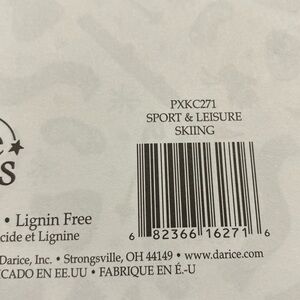 PXKC271
SPORT & LEISURE
SKIING
6 82366 16271 6
• Lignin Free
cide et Lignine
Darice, Inc. • Strongsville, OH 44149 • www.darice.com
CADO EN EE.UU • FABRIQUE EN É.-U